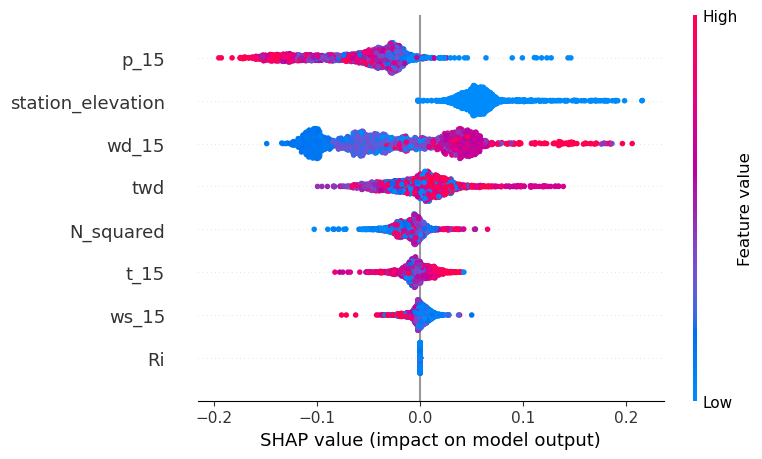 High
p_15
station_elevation
wd_15
twd
N_squared
t_15
ws_15
Ri
Feature value
Low
−0.2 −0.1 0.0 0.1 0.2
SHAP value (impact on model output)